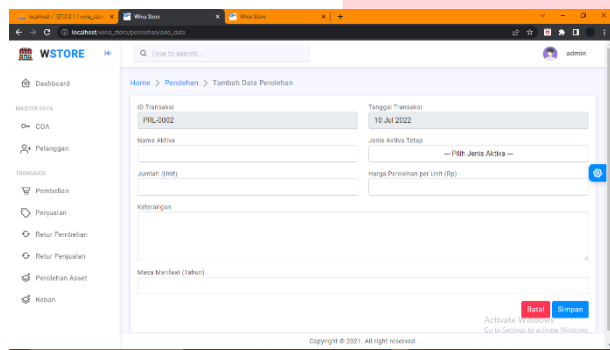 localhost / 127.0.0.1 / wina_store
Wina Store
Wina Store
localhost/wina_store/perolehan/add_data
WSTORE
Type to search...
admin
Dashboard
Home > Perolehan > Tambah Data Perolehan
MASTER DATA
COA
Pelanggan
TRANSAKSI
Pembelian
Penjualan
Retur Pembelian
Retur Penjualan
Perolehan Asset
Beban
ID Transaksi
Tanggal Transaksi
PRL-0002
10 Jul 2022
Nama Aktiva
Jenis Aktiva Tetap
--- Pilih Jenis Aktiva ---
Jumlah (Unit)
Harga Perolehan per Unit (Rp)
Keterangan
Masa Manfaat (Tahun)
Batal
Simpan
Activate Windows
Go to Settings to activate Windows.
Copyright © 2021. All right reserved.